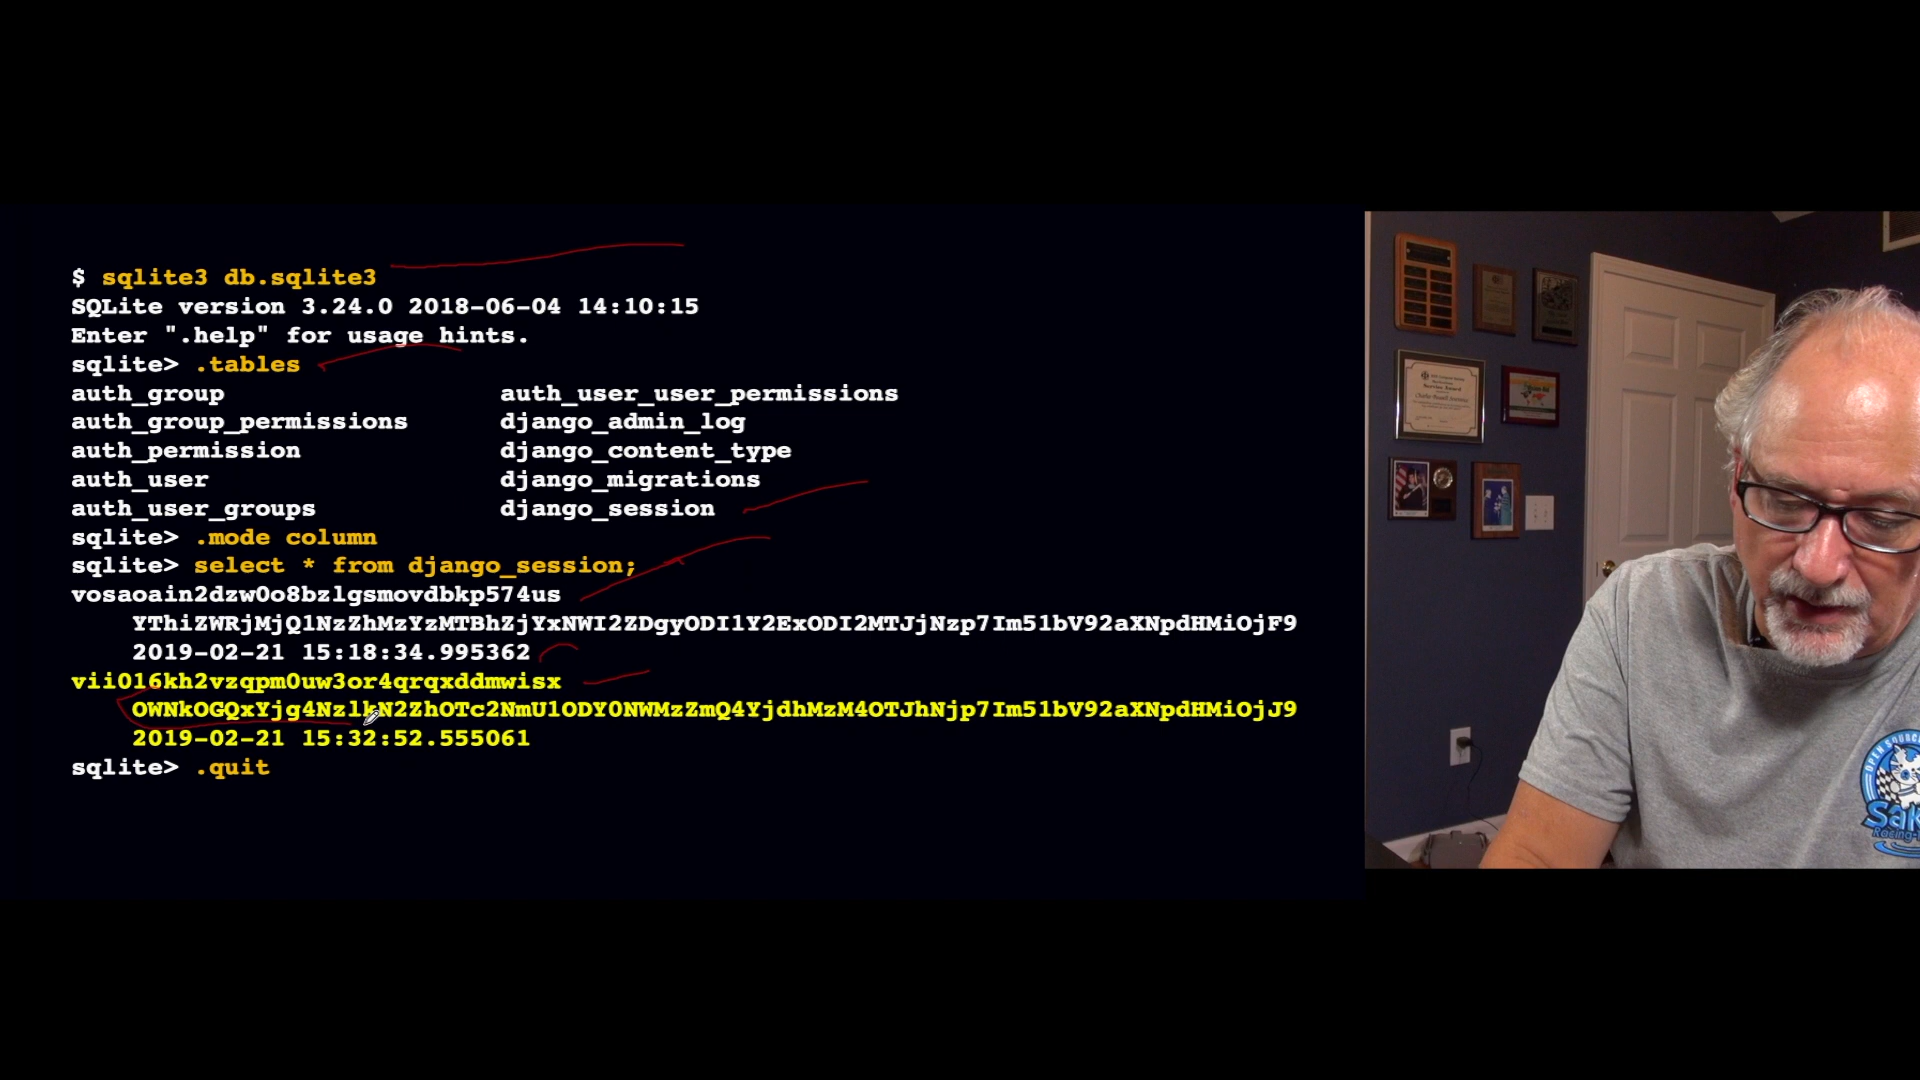 $ sqlite3 db.sqlite3
SQLite version 3.24.0 2018-06-04 14:10:15
Enter ".help" for usage hints.
sqlite> .tables
auth_group auth_user_user_permissions
auth_group_permissions django_admin_log
auth_permission django_content_type
auth_user django_migrations
auth_user_groups django_session
sqlite> .mode column
sqlite> select * from django_session;
vosaoain2dzw0o8bzlgsmovdbkp574us
YThiZWRjMjQ1NzZhMzYzMTBhZjYxNWI2ZDgyODI1Y2ExODI2MTJjNzp7Im51bV92aXNpdHMiOjF9
2019-02-21 15:18:34.995362
vii016kh2vzqpm0uw3or4qrqxddmwisx
OWNkOGQxYjg4NzlkN2ZhOTc2NmU1ODY0NWMzZmQ4YjdhMzM4OTJhNjp7Im51bV92aXNpdHMiOjJ9
2019-02-21 15:32:52.555061
sqlite> .quit